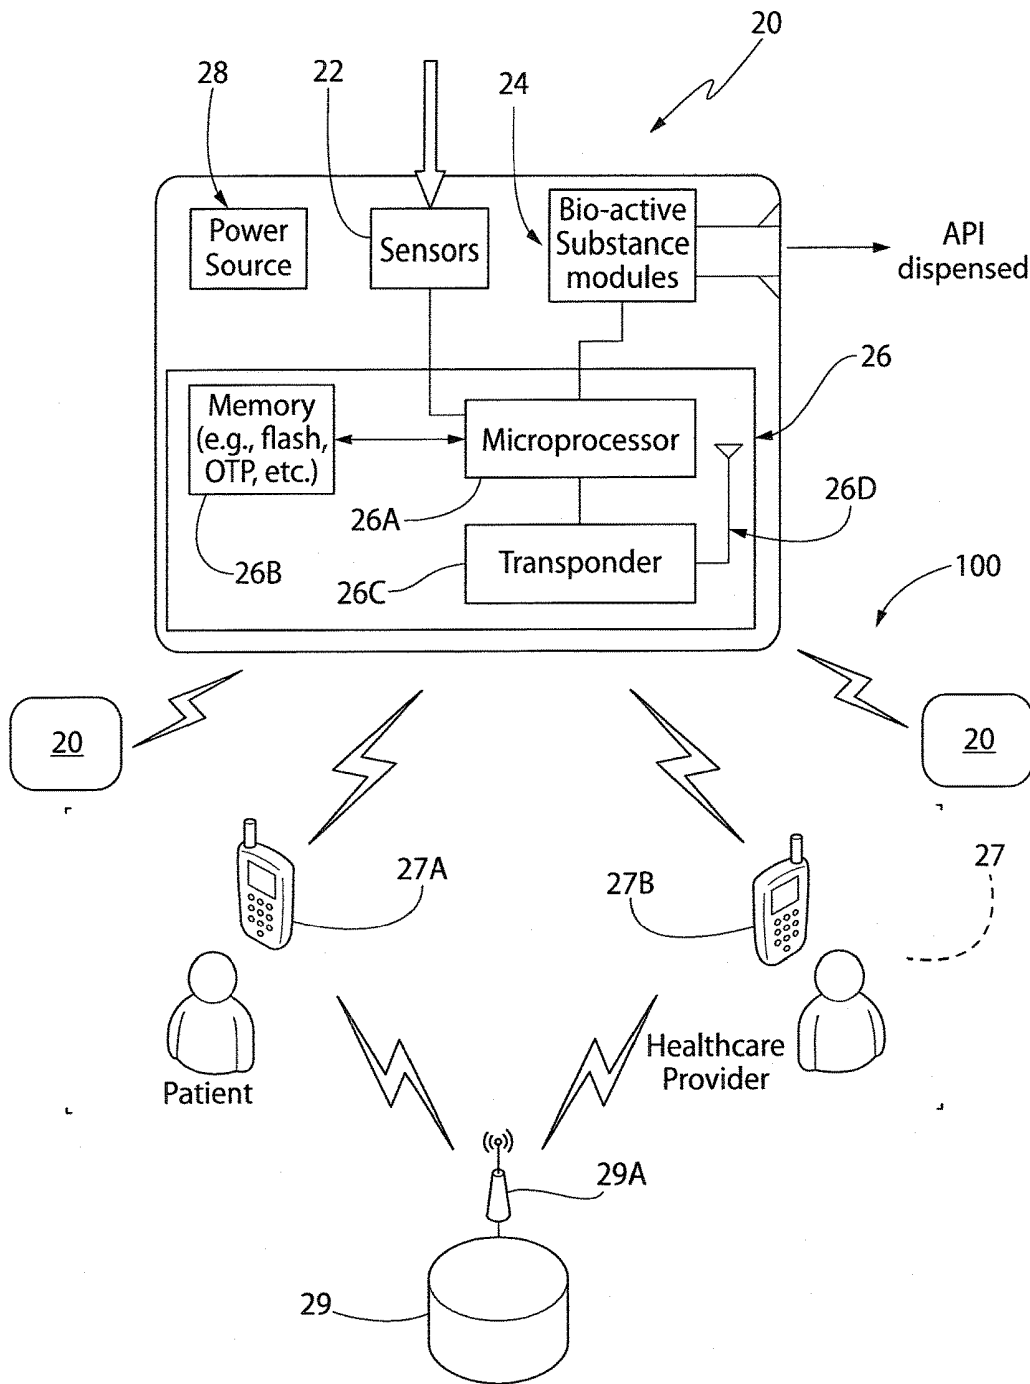 20
28
22
24
Power
Source
Sensors
Bio-active
Substance
modules
API
dispensed
26
Memory
(e.g., flash,
OTP, etc.)
Microprocessor
26A
26D
26B
26C
Transponder
100
20
20
27A
27B
27
Patient
Healthcare
Provider
29A
29